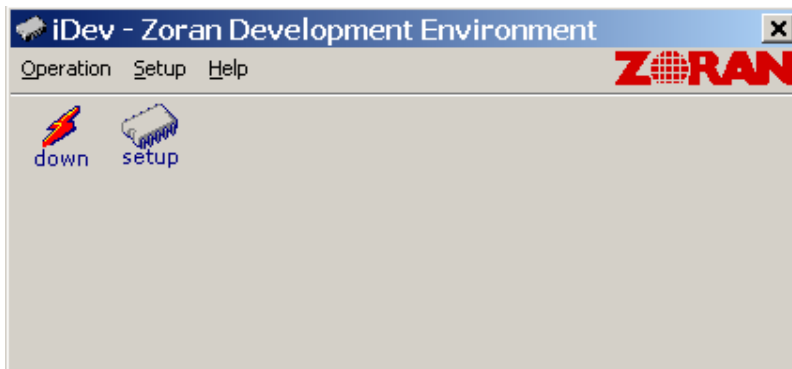 iDev - Zoran Development Environment
Operation Setup Help
ZORAN
down setup